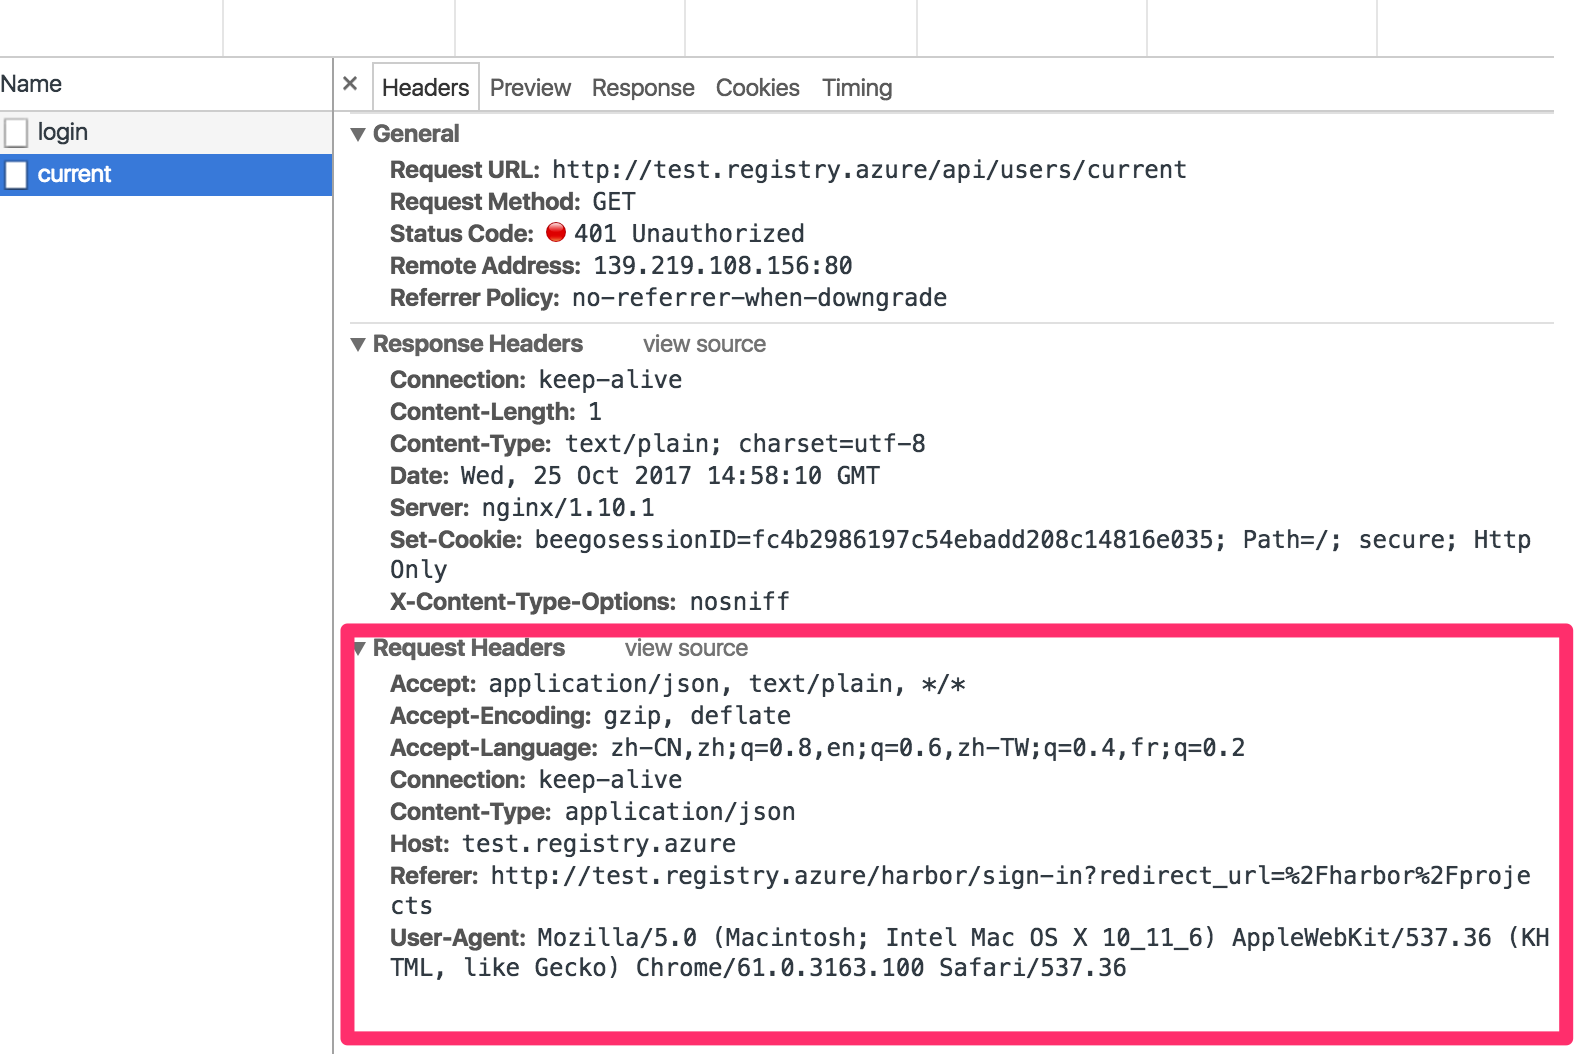 Name
login
current
× Headers Preview Response Cookies Timing
▼ General
Request URL: http://test.registry.azure/api/users/current
Request Method: GET
Status Code: 401 Unauthorized
Remote Address: 139.219.108.156:80
Referrer Policy: no-referrer-when-downgrade
▼ Response Headers view source
Connection: keep-alive
Content-Length: 1
Content-Type: text/plain; charset=utf-8
Date: Wed, 25 Oct 2017 14:58:10 GMT
Server: nginx/1.10.1
Set-Cookie: beegosessionID=fc4b2986197c54ebadd208c14816e035; Path=/; secure; Http
Only
X-Content-Type-Options: nosniff
▼ Request Headers view source
Accept: application/json, text/plain, */*
Accept-Encoding: gzip, deflate
Accept-Language: zh-CN,zh;q=0.8,en;q=0.6,zh-TW;q=0.4,fr;q=0.2
Connection: keep-alive
Content-Type: application/json
Host: test.registry.azure
Referer: http://test.registry.azure/harbor/sign-in?redirect_url=%2Fharbor%2Fproje
cts
User-Agent: Mozilla/5.0 (Macintosh; Intel Mac OS X 10_11_6) AppleWebKit/537.36 (KH
TML, like Gecko) Chrome/61.0.3163.100 Safari/537.36